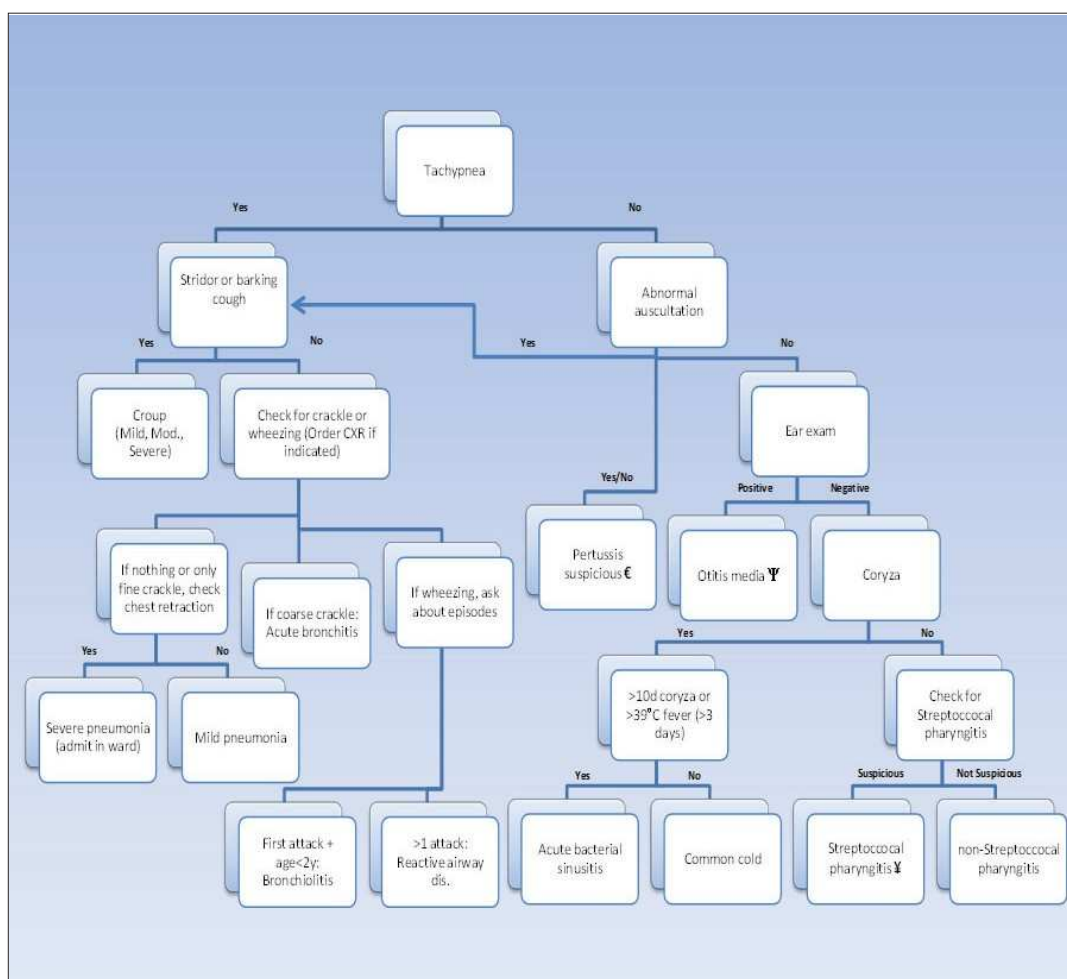 Tachypnea
Yes
No
Stridor or barking
cough
Abnormal
auscultation
Yes
No
Yes
No
Croup
(Mild, Mod.,
Severe)
Check for crackle or
wheezing (Order CXR if
indicated)
Ear exam
Yes/No
Positive
Negative
If nothing or only
fine crackle, check
chest retraction
If coarse crackle:
Acute bronchitis
If wheezing, ask
about episodes
Pertussis
suspicious €
Otitis media Ψ
Coryza
Yes
No
Yes
No
Severe pneumonia
(admit in ward)
Mild pneumonia
>10d coryza or
>39°C fever (>3
days)
Check for
Streptoccocal
pharyngitis
Yes
No
Suspicious
Not Suspicious
First attack +
age<2y:
Bronchiolitis
>1 attack:
Reactive airway
dis.
Acute bacterial
sinusitis
Common cold
Streptoccocal
pharyngitis ¥
non-Streptoccocal
pharyngitis